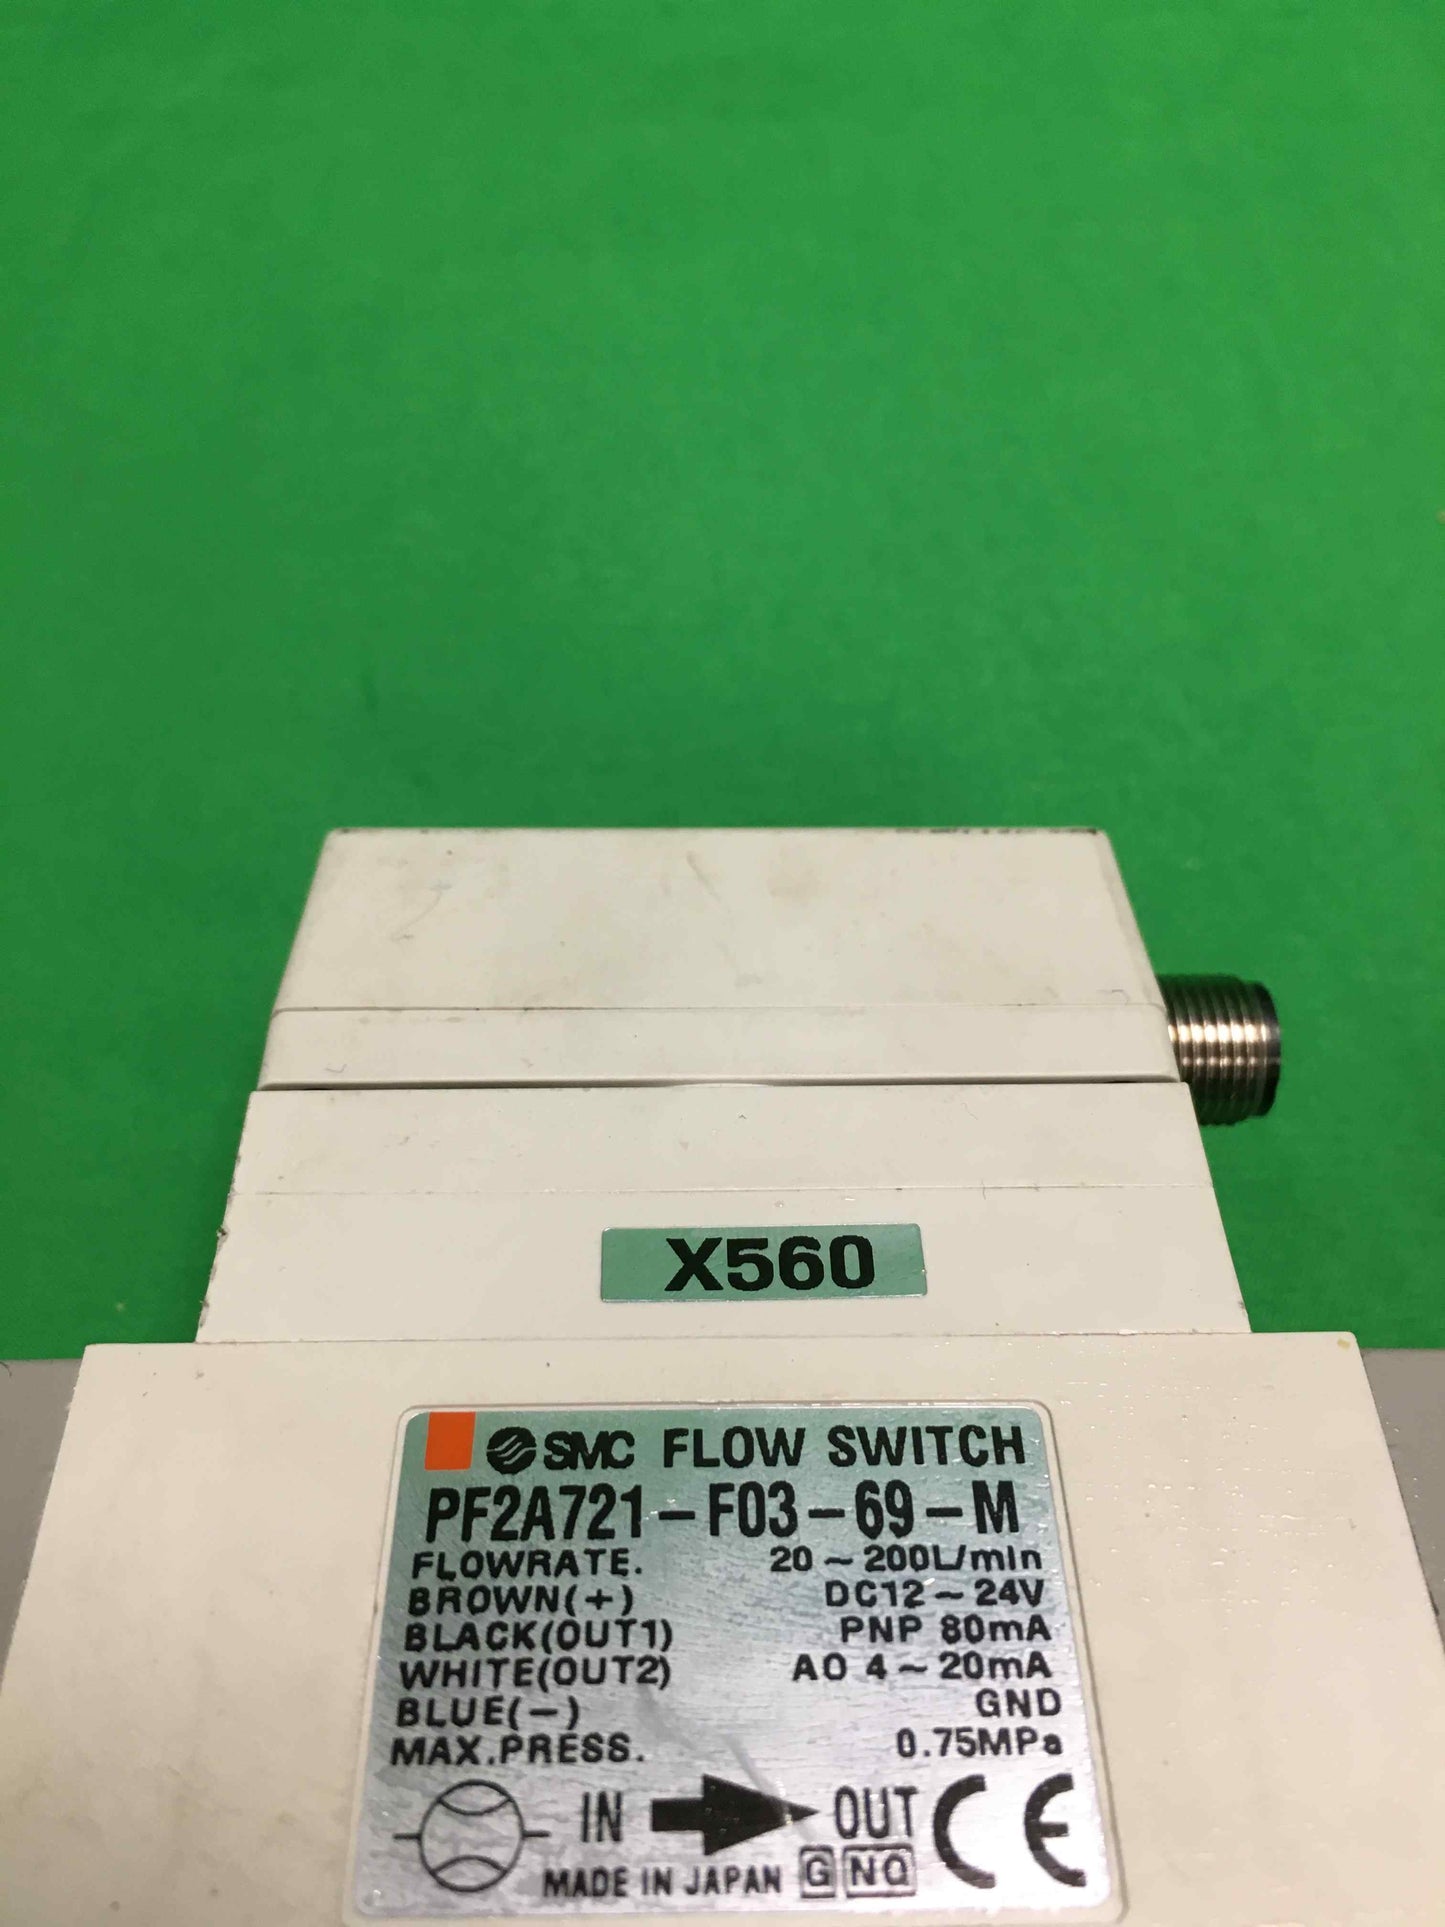 X560
SMC FLOW SWITCH
PF2A721-F03-69-M
FLOWRATE. 20~200L/min
BROWN(+) DC12~24V
BLACK(OUT1) PNP 80mA
WHITE(OUT2) AO 4~20mA
BLUE(-) GND
MAX.PRESS. 0.75MPa
IN OUT CE
MADE IN JAPAN G NQ